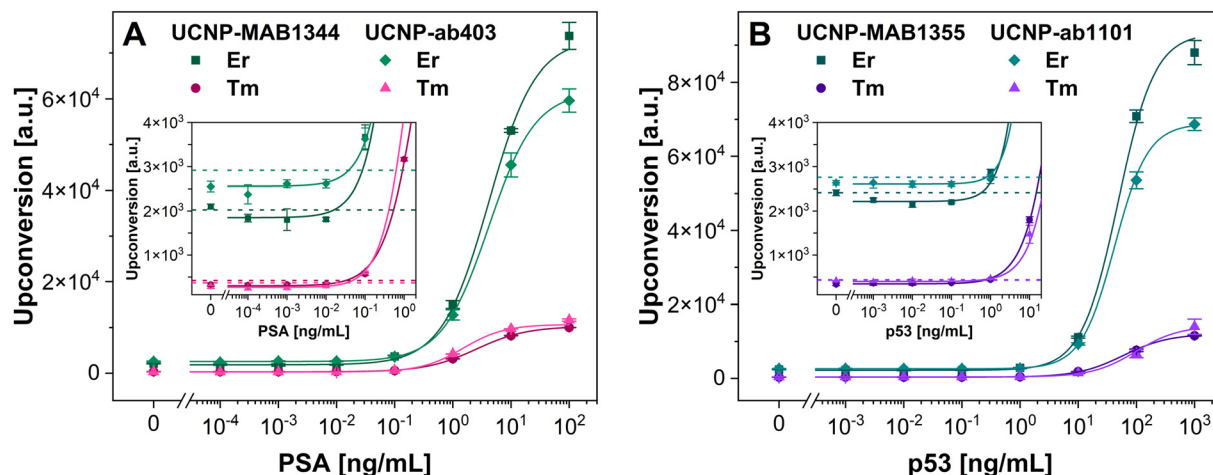 A
UCNP-MAB1344 UCNP-ab403
Er Er
Tm Tm
Upconversion [a.u.]
6×10⁴
4×10⁴
2×10⁴
0
Upconversion [a.u.]
4×10³
3×10³
2×10³
1×10³
0 10⁻⁴ 10⁻³ 10⁻² 10⁻¹ 10⁰
PSA [ng/mL]
0 10⁻⁴ 10⁻³ 10⁻² 10⁻¹ 10⁰ 10¹ 10²
PSA [ng/mL]
B
UCNP-MAB1355 UCNP-ab1101
Er Er
Tm Tm
Upconversion [a.u.]
8×10⁴
6×10⁴
4×10⁴
2×10⁴
0
Upconversion [a.u.]
4×10³
3×10³
2×10³
1×10³
0 10⁻³ 10⁻² 10⁻¹ 10⁰ 10¹
p53 [ng/mL]
0 10⁻³ 10⁻² 10⁻¹ 10⁰ 10¹ 10² 10³
p53 [ng/mL]